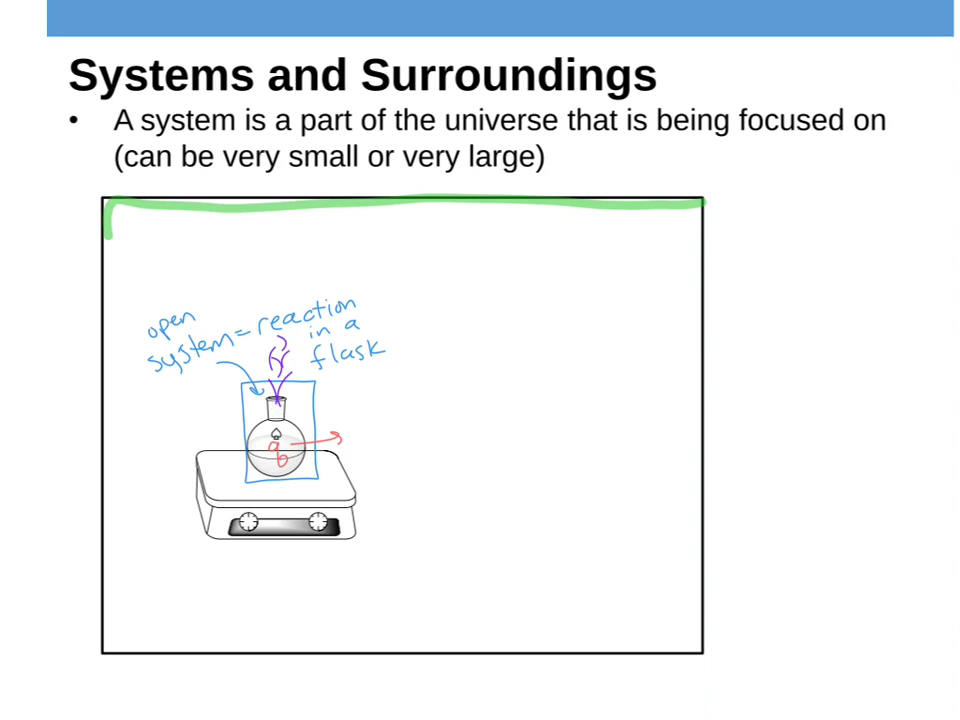 Systems and Surroundings
• A system is a part of the universe that is being focused on
(can be very small or very large)
open
system = reaction
in a
flask
q